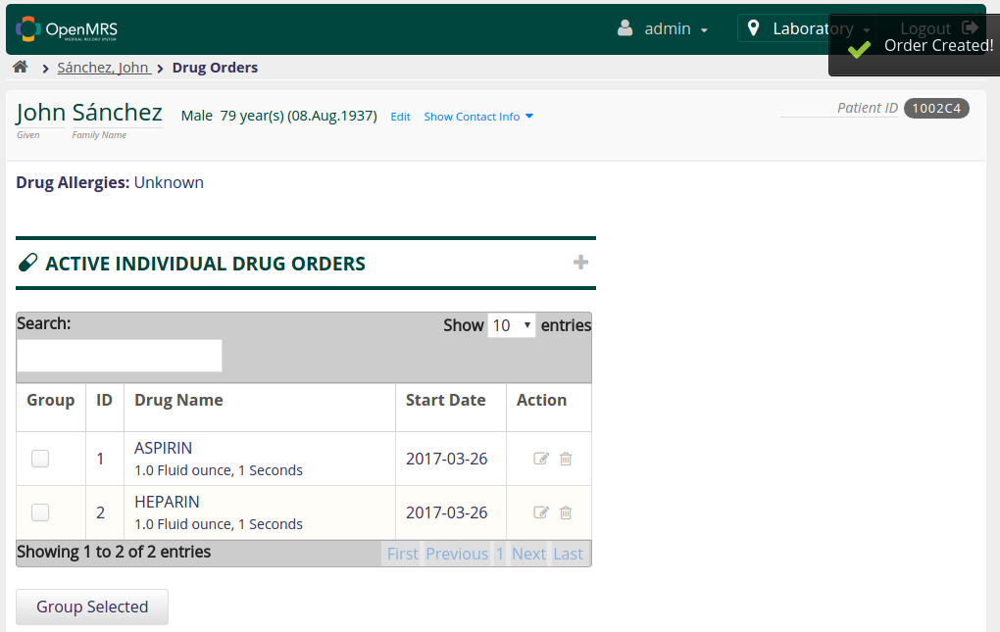 OpenMRS
MEDICAL RECORD SYSTEM
admin
Laboratory
Logout
Order Created!
Sánchez, John
Drug Orders
John Sánchez
Given
Family Name
Male 79 year(s) (08.Aug.1937)
Edit
Show Contact Info
Patient ID
1002C4
Drug Allergies: Unknown
ACTIVE INDIVIDUAL DRUG ORDERS
Search:
Show 10 entries
Group ID Drug Name Start Date Action
1 ASPIRIN 2017-03-26
1.0 Fluid ounce, 1 Seconds
2 HEPARIN 2017-03-26
1.0 Fluid ounce, 1 Seconds
Showing 1 to 2 of 2 entries
First Previous 1 Next Last
Group Selected